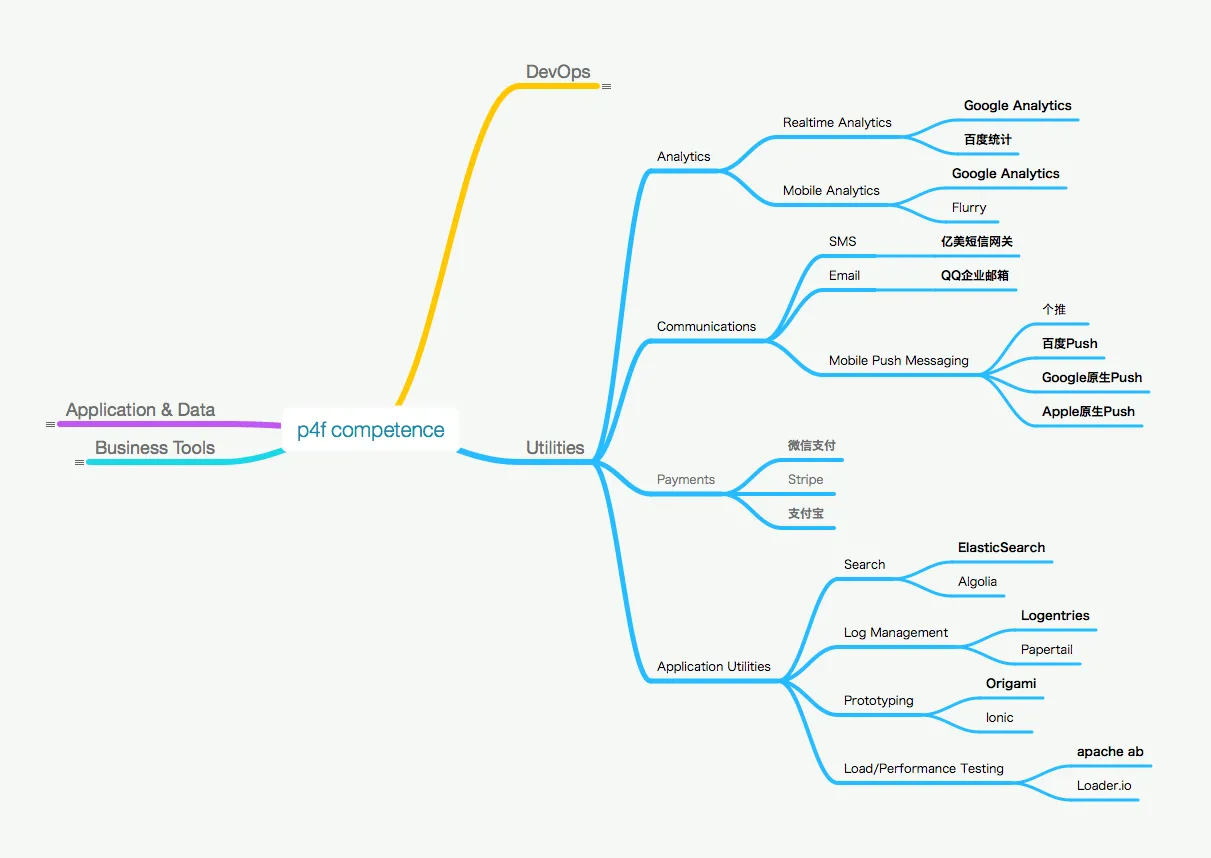 DevOps
Application & Data
Business Tools
p4f competence
Utilities
Analytics
Realtime Analytics
Google Analytics
百度统计
Mobile Analytics
Google Analytics
Flurry
Communications
SMS
亿美短信网关
Email
QQ企业邮箱
Mobile Push Messaging
个推
百度Push
Google原生Push
Apple原生Push
Payments
微信支付
Stripe
支付宝
Application Utilities
Search
ElasticSearch
Algolia
Log Management
Logentries
Papertail
Prototyping
Origami
Ionic
Load/Performance Testing
apache ab
Loader.io